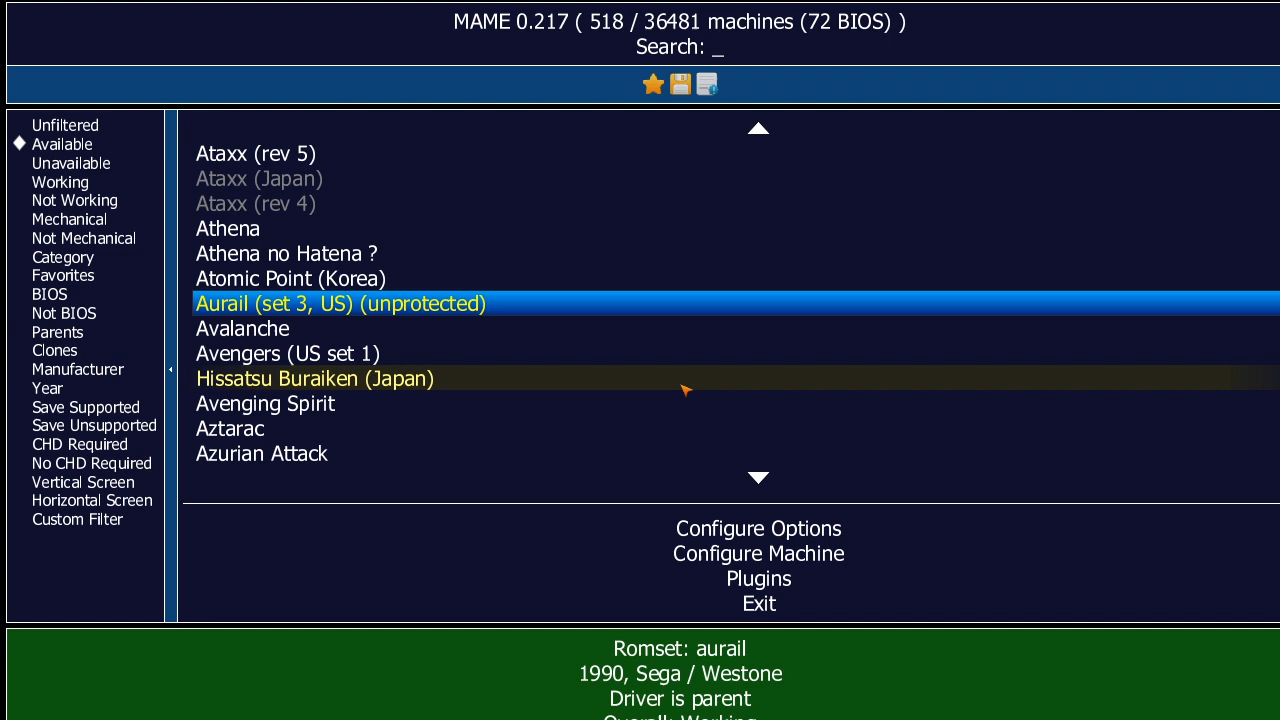 MAME 0.217 ( 518 / 36481 machines (72 BIOS) )
Search: _
Unfiltered
Available
Unavailable
Working
Not Working
Mechanical
Not Mechanical
Category
Favorites
BIOS
Not BIOS
Parents
Clones
Manufacturer
Year
Save Supported
Save Unsupported
CHD Required
No CHD Required
Vertical Screen
Horizontal Screen
Custom Filter
Ataxx (rev 5)
Ataxx (Japan)
Ataxx (rev 4)
Athena
Athena no Hatena ?
Atomic Point (Korea)
Aurail (set 3, US) (unprotected)
Avalanche
Avengers (US set 1)
Hissatsu Buraiken (Japan)
Avenging Spirit
Aztarac
Azurian Attack
Configure Options
Configure Machine
Plugins
Exit
Romset: aurail
1990, Sega / Westone
Driver is parent
Overall: Working